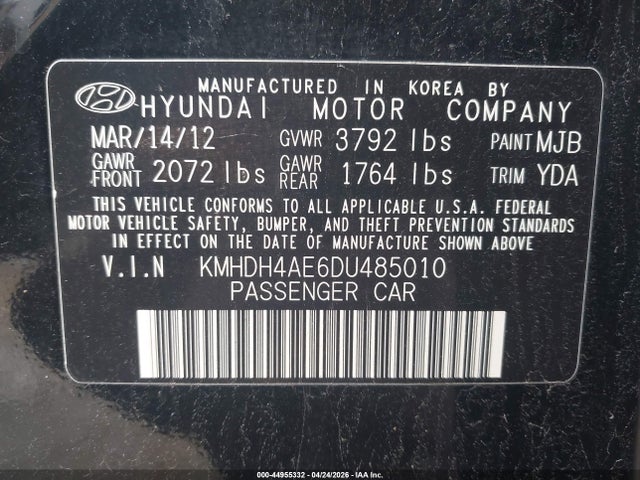 MANUFACTURED IN KOREA BY
HYUNDAI MOTOR COMPANY
MAR/14/12 GVWR 3792 lbs PAINT MJB
GAWR FRONT 2072 lbs GAWR REAR 1764 lbs TRIM YDA
THIS VEHICLE CONFORMS TO ALL APPLICABLE U.S.A. FEDERAL
MOTOR VEHICLE SAFETY, BUMPER, AND THEFT PREVENTION STANDARDS
IN EFFECT ON THE DATE OF MANUFACTURE SHOWN ABOVE
V.I.N KMHDH4AE6DU485010
PASSENGER CAR
000-44955332 - 04/24/2026 - IAA Inc.